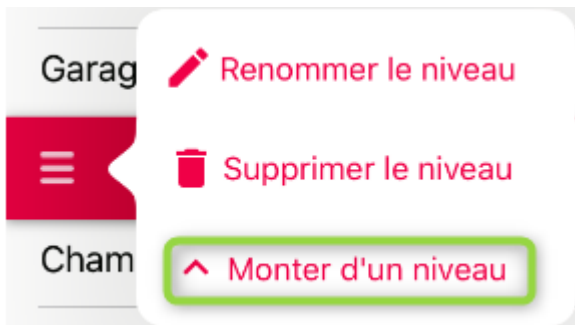 Garag
Renommer le niveau
Supprimer le niveau
Cham
Monter d'un niveau